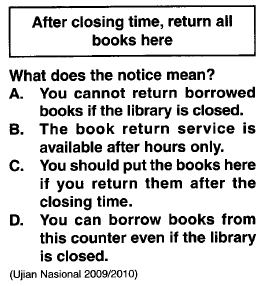 After closing time, return all
books here
What does the notice mean?
A. You cannot return borrowed
books if the library is closed.
B. The book return service is
available after hours only.
C. You should put the books here
if you return them after the
closing time.
D. You can borrow books from
this counter even if the library
is closed.
(Ujian Nasional 2009/2010)